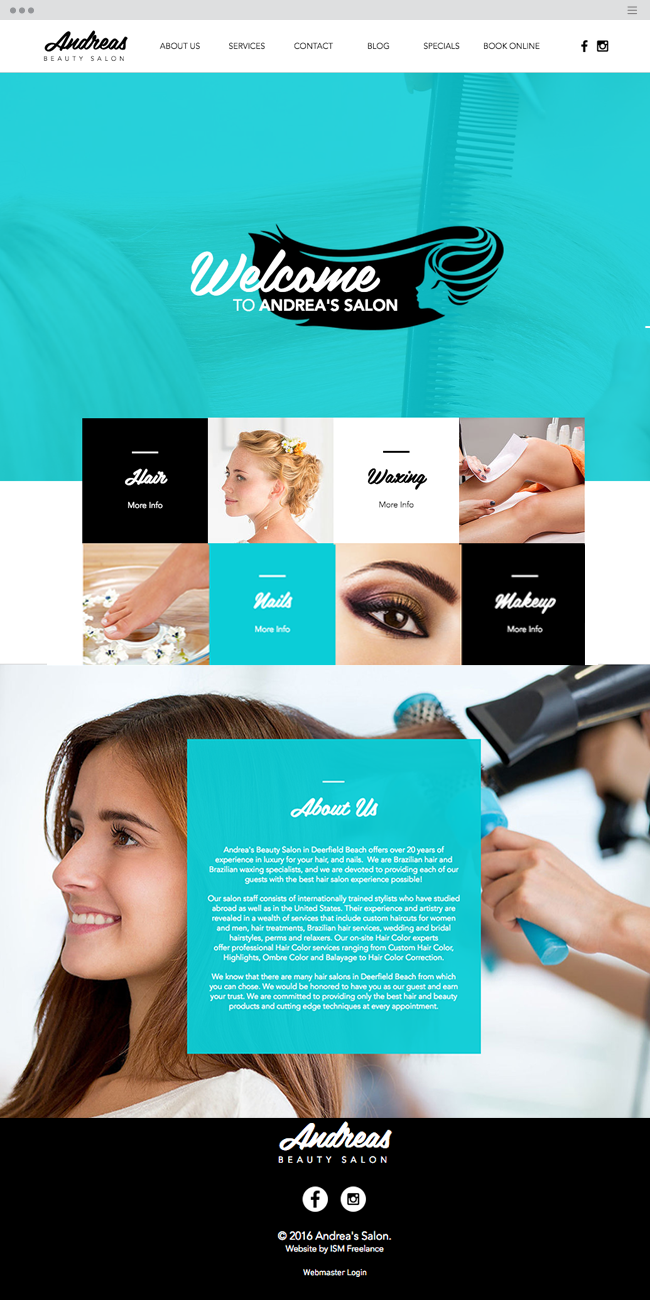 Andreas
BEAUTY SALON
ABOUT US
SERVICES
CONTACT
BLOG
SPECIALS
BOOK ONLINE
Welcome
TO ANDREA'S SALON
Hair
More Info
Waxing
More Info
Nails
More Info
Makeup
More Info
About Us
Andrea's Beauty Salon in Deerfield Beach offers over 20 years of
experience in luxury for your hair, and nails. We are Brazilian hair and
Brazilian waxing specialists, and we are devoted to providing each of our
guests with the best hair salon experience possible!
Our salon staff consists of internationally trained stylists who have studied
abroad as well as in the United States. Their experience and artistry are
revealed in a wealth of services that include custom haircuts for women
and men, hair treatments, Brazilian hair services, wedding and bridal
hairstyles, perms and relaxers. Our on-site Hair Color experts
offer professional Hair Color services ranging from Custom Hair Color,
Highlights, Ombre Color and Balayage to Hair Color Correction.
We know that there are many hair salons in Deerfield Beach from which
you can chose. We would be honored to have you as our guest and earn
your trust. We are committed to providing only the best hair and beauty
products and cutting edge techniques at every appointment.
Andreas
BEAUTY SALON
© 2016 Andrea's Salon.
Website by ISM Freelance
Webmaster Login